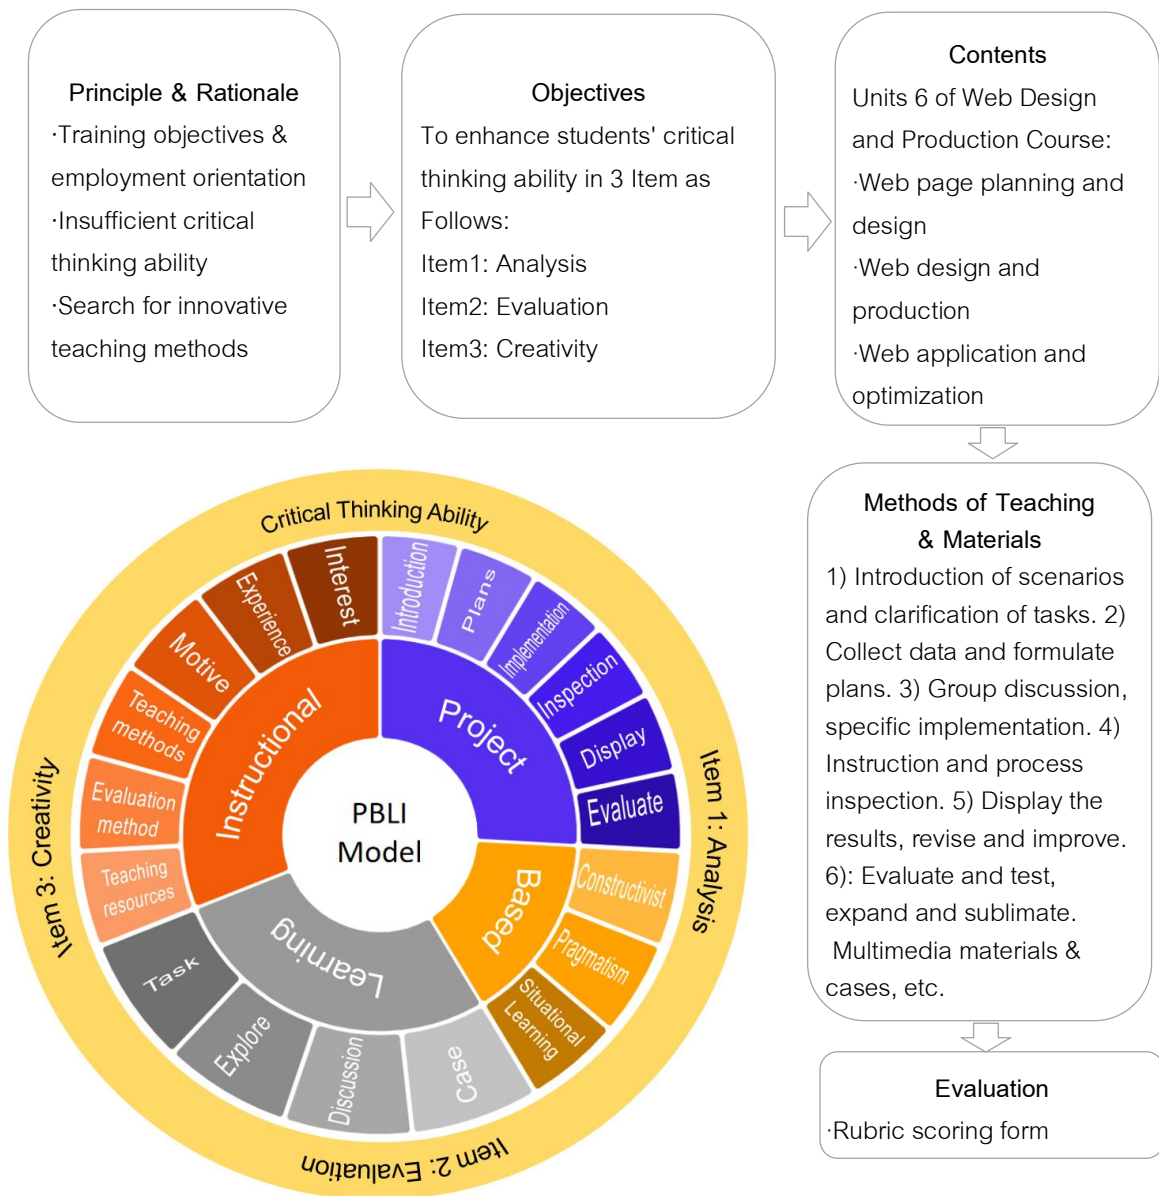 Principle & Rationale
·Training objectives &
employment orientation
·Insufficient critical
thinking ability
·Search for innovative
teaching methods
Objectives
To enhance students' critical
thinking ability in 3 Item as
Follows:
Item1: Analysis
Item2: Evaluation
Item3: Creativity
Contents
Units 6 of Web Design
and Production Course:
·Web page planning and
design
·Web design and
production
·Web application and
optimization
Methods of Teaching
& Materials
1) Introduction of scenarios
and clarification of tasks. 2)
Collect data and formulate
plans. 3) Group discussion,
specific implementation. 4)
Instruction and process
inspection. 5) Display the
results, revise and improve.
6): Evaluate and test,
expand and sublimate.
Multimedia materials &
cases, etc.
Evaluation
·Rubric scoring form
Critical Thinking Ability
Item 1: Analysis
Item 2: Evaluation
Item 3: Creativity
PBLI
Model
Project
Introduction
Plans
Implementation
Inspection
Display
Evaluate
Based
Constructivist
Pragmatism
Situational
Learning
Learning
Case
Discussion
Explore
Task
Instructional
Teaching
resources
Evaluation
method
Teaching
methods
Motive
Experience
Interest